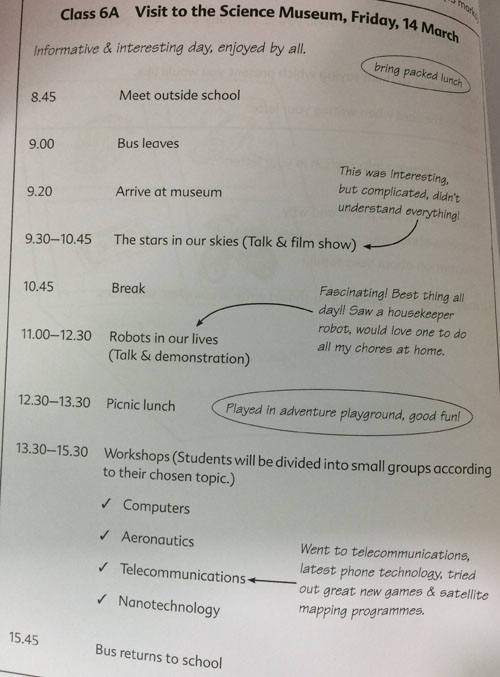 Class 6A Visit to the Science Museum, Friday, 14 March
Informative & interesting day, enjoyed by all.
bring packed lunch
8.45 Meet outside school
9.00 Bus leaves
9.20 Arrive at museum
This was interesting,
but complicated, didn't
understand everything!
9.30–10.45 The stars in our skies (Talk & film show)
10.45 Break
Fascinating! Best thing all
day!! Saw a housekeeper
robot, would love one to do
all my chores at home.
11.00–12.30 Robots in our lives
(Talk & demonstration)
12.30–13.30 Picnic lunch
Played in adventure playground, good fun!
13.30–15.30 Workshops (Students will be divided into small groups according
to their chosen topic.)
✓ Computers
✓ Aeronautics
✓ Telecommunications
✓ Nanotechnology
Went to telecommunications,
latest phone technology, tried
out great new games & satellite
mapping programmes.
15.45 Bus returns to school